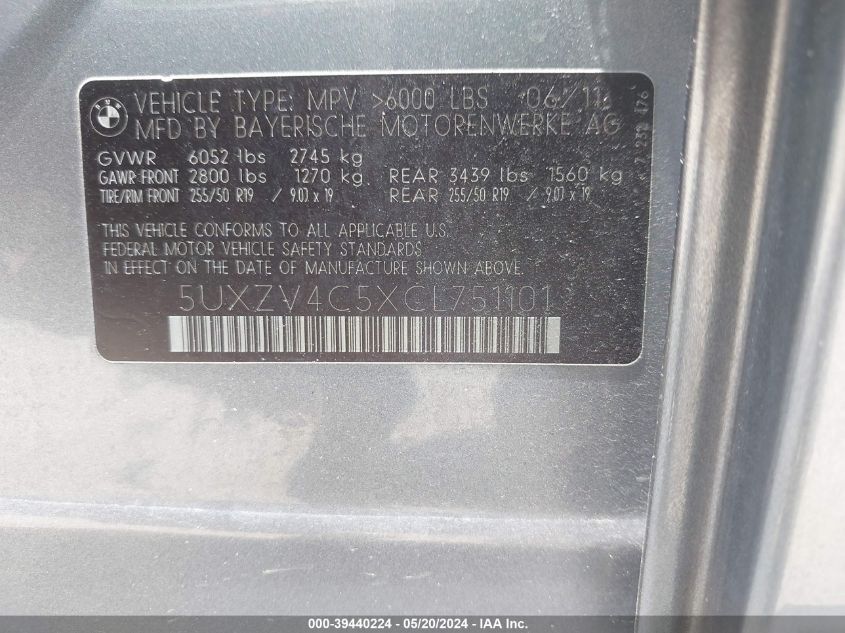 BMW
VEHICLE TYPE: MPV >6000 LBS 06/11
MFD BY BAYERISCHE MOTORENWERKE AG
GVWR 6052 lbs 2745 kg
GAWR FRONT 2800 lbs 1270 kg REAR 3439 lbs 1560 kg
TIRE/RIM FRONT 255/50 R19 / 9.0J x 19 REAR 255/50 R19 / 9.0J x 19
THIS VEHICLE CONFORMS TO ALL APPLICABLE U.S.
FEDERAL MOTOR VEHICLE SAFETY STANDARDS
IN EFFECT ON THE DATE OF MANUFACTURE SHOWN ABOVE.
5UXZV4C5XCL751101
000-39440224 | 05/20/2024 | IAA Inc.